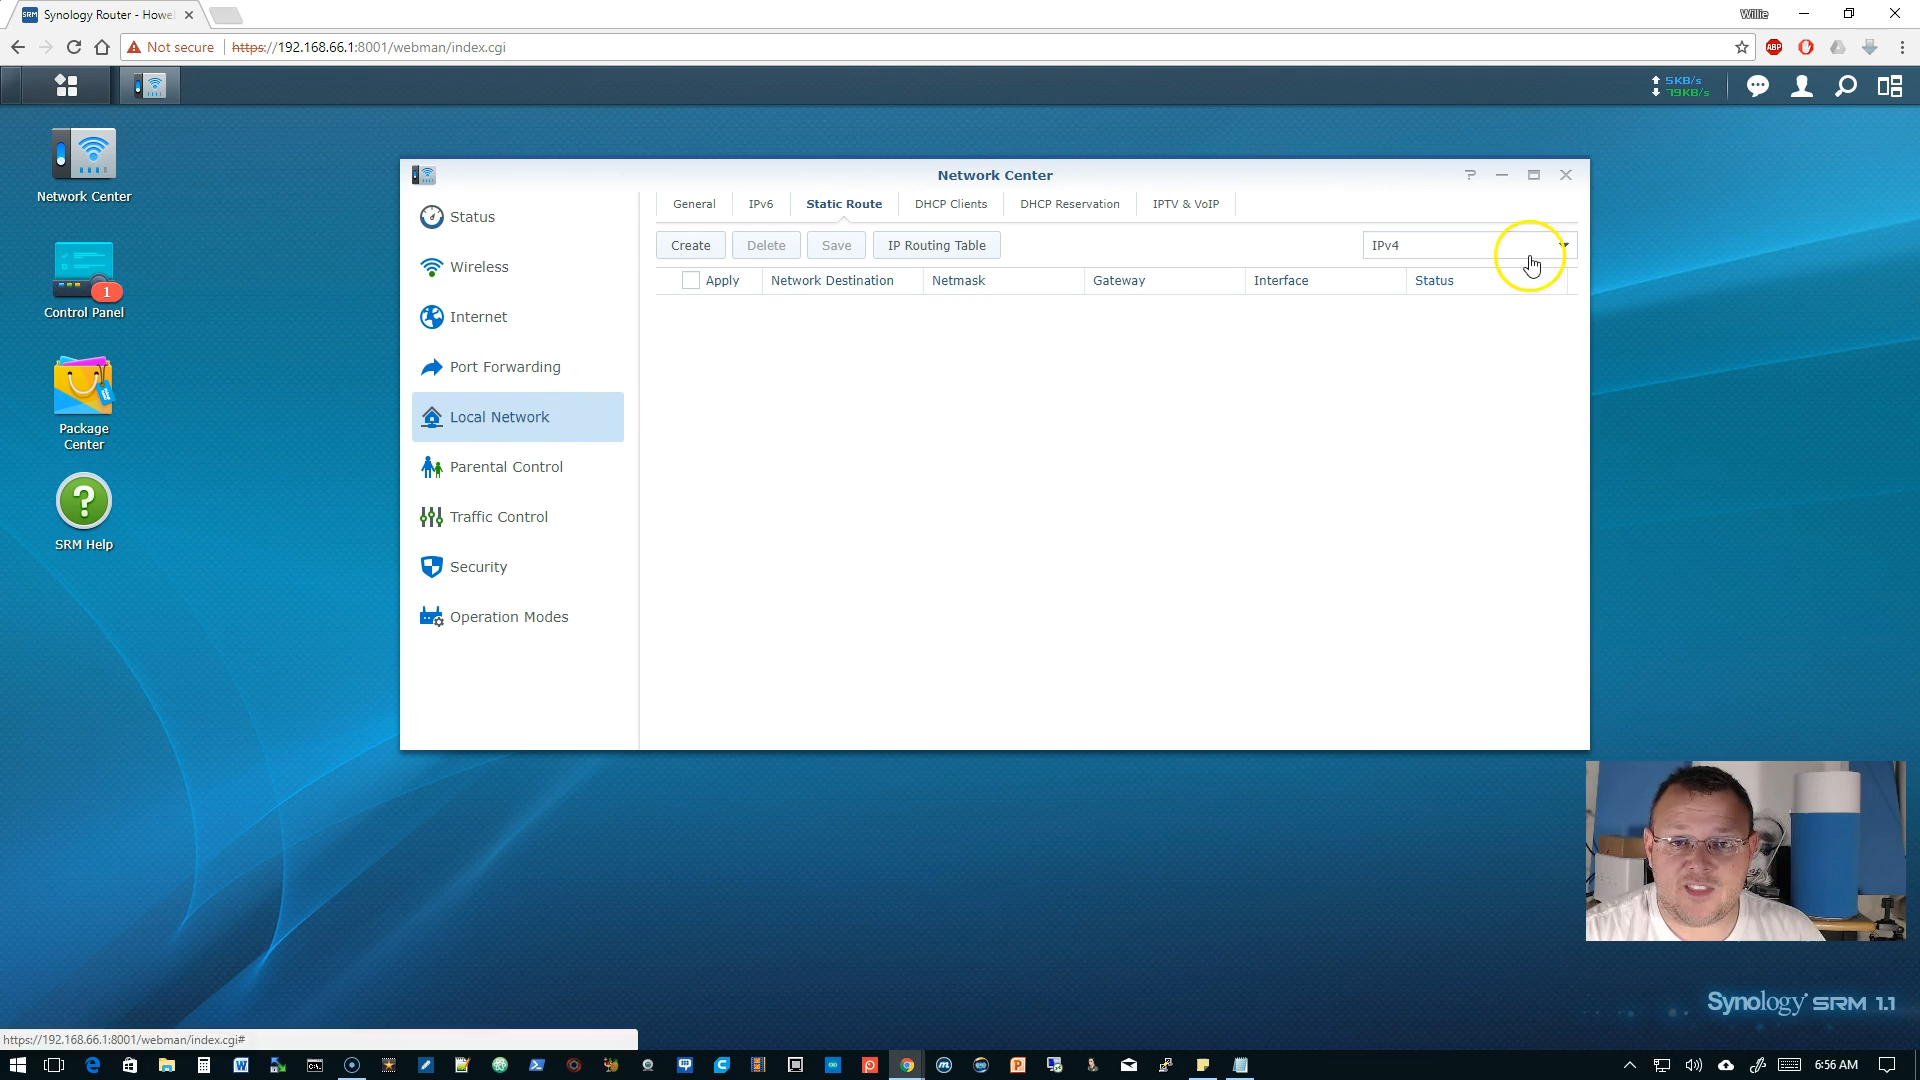 SRM Synology Router - Howe
Willie
Not secure https://192.168.66.1:8001/webman/index.cgi
ABP
5KB/s
79KB/s
Network Center
1
Control Panel
Package
Center
?
SRM Help
Network Center
?
Status
Wireless
Internet
Port Forwarding
Local Network
Parental Control
Traffic Control
Security
Operation Modes
General IPv6 Static Route DHCP Clients DHCP Reservation IPTV & VoIP
Create Delete Save IP Routing Table IPv4
Apply Network Destination Netmask Gateway Interface Status
Synology SRM 1.1
https://192.168.66.1:8001/webman/index.cgi#
6:56 AM